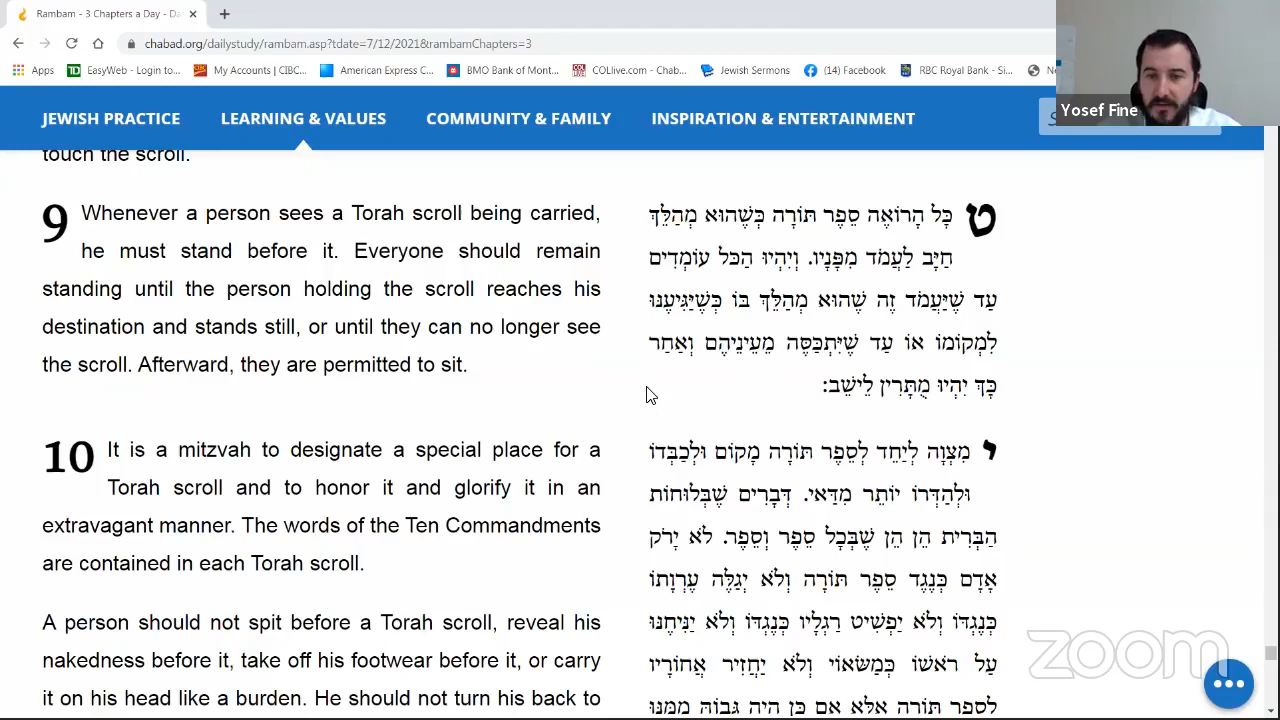 Rambam - 3 Chapters a Day - Da
chabad.org/dailystudy/rambam.asp?tdate=7/12/2021&rambamChapters=3
Apps EasyWeb - Login to... My Accounts | CIBC... American Express C... BMO Bank of Mont... COLlive.com - Chab... Jewish Sermons (14) Facebook RBC Royal Bank - Si...
Yosef Fine
JEWISH PRACTICE LEARNING & VALUES COMMUNITY & FAMILY INSPIRATION & ENTERTAINMENT
touch the scroll.
9 Whenever a person sees a Torah scroll being carried,
he must stand before it. Everyone should remain
standing until the person holding the scroll reaches his
destination and stands still, or until they can no longer see
the scroll. Afterward, they are permitted to sit.
ט כָּל הָרוֹאֶה סֵפֶר תּוֹרָה כְּשֶׁהוּא מְהַלֵּךְ
חַיָּב לַעֲמֹד מִפָּנָיו. וְיִהְיוּ הַכּל עוֹמְדִים
עַד שֶׁיַּעֲמֹד זֶה שֶׁהוּא מְהַלֵּךְ בּוֹ כְּשֶׁיַּגִּיעֶנּוּ
לִמְקוֹמוֹ אוֹ עַד שֶׁיִּתְכַּסֶּה מֵעֵינֵיהֶם וְאַחַר
כָּךְ יִהְיוּ מֻתָּרִין לֵישֵׁב:
10 It is a mitzvah to designate a special place for a
Torah scroll and to honor it and glorify it in an
extravagant manner. The words of the Ten Commandments
are contained in each Torah scroll.
A person should not spit before a Torah scroll, reveal his
nakedness before it, take off his footwear before it, or carry
it on his head like a burden. He should not turn his back to
י מִצְוָה לְיַחֵד לְסֵפֶר תּוֹרָה מָקוֹם וּלְכַבְּדוֹ
וּלְהַדְּרוֹ יוֹתֵר מִדַּאי. דְּבָרִים שֶׁבְּלוּחוֹת
הַבְּרִית הֵן הֵן שֶׁבְּכָל סֵפֶר וְסֵפֶר. לֹא יָרֹק
אָדָם כְּנֶגֶד סֵפֶר תּוֹרָה וְלֹא יְגַלֶּה עֶרְוָתוֹ
כְּנֶגְדּוֹ וְלֹא יַפְשִׁיט רַגְלָיו כְּנֶגְדּוֹ וְלֹא יַנִּיחֶנּוּ
עַל רֹאשׁוֹ כְּמַשּׂאוֹי וְלֹא יַחֲזִיר אֲחוֹרָיו
לְסֵפֶר תּוֹרָה אֶלָּא אִם כֵּן הָיָה גָּבוֹהַּ מִמֶּנּוּ
zoom